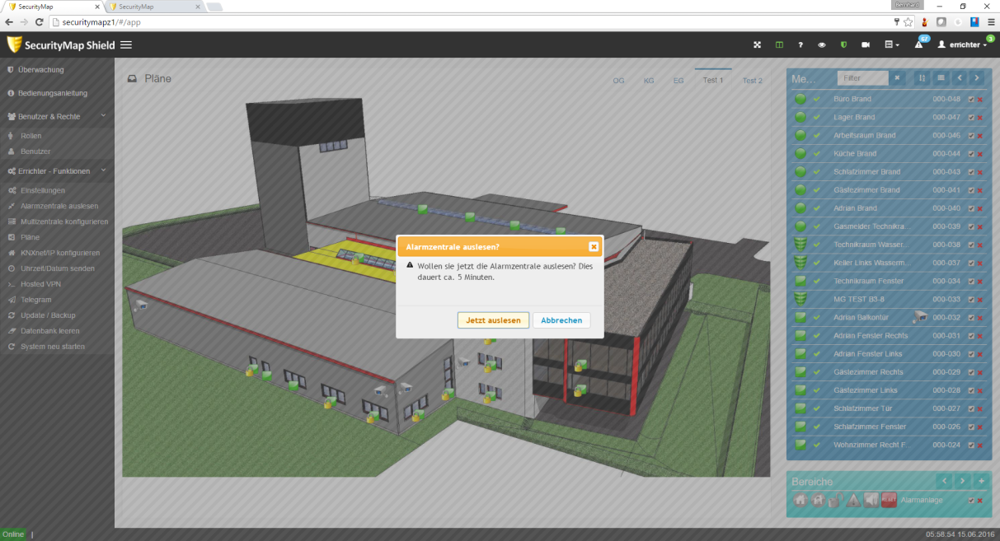 SecurityMap
SecurityMap
Bernhard
securitymapz1/#/app
SecurityMap Shield
67
errichter
3
Überwachung
Bedienungsanleitung
Benutzer & Rechte
Rollen
Benutzer
Errichter - Funktionen
Einstellungen
Alarmzentrale auslesen
Multizentrale konfigurieren
Pläne
KNXnet/IP konfigurieren
Uhrzeit/Datum senden
Hosted VPN
Telegram
Update / Backup
Datenbank leeren
System neu starten
Pläne
OG KG EG Test 1 Test 2
Alarmzentrale auslesen?
Wollen sie jetzt die Alarmzentrale auslesen? Dies
dauert ca. 5 Minuten.
Jetzt auslesen Abbrechen
Me... Filter
Büro Brand 000-048
Lager Brand 000-047
Arbeitsraum Brand 000-046
Küche Brand 000-044
Schlafzimmer Brand 000-043
Gästezimmer Brand 000-041
Adrian Brand 000-040
Gasmelder Technikra... 000-039
Technikraum Wasser... 000-038
Keller Links Wasserm... 000-037
Technikraum Fenster 000-034
MG TEST B3-8 000-033
Adrian Balkontür 000-032
Adrian Fenster Rechts 000-031
Adrian Fenster Links 000-030
Gästezimmer Rechts 000-029
Gästezimmer Links 000-028
Schlafzimmer Tür 000-027
Schlafzimmer Fenster 000-026
Wohnzimmer Recht F... 000-024
Bereiche
READY Alarmanlage
Online |
05:58:54 15.06.2016